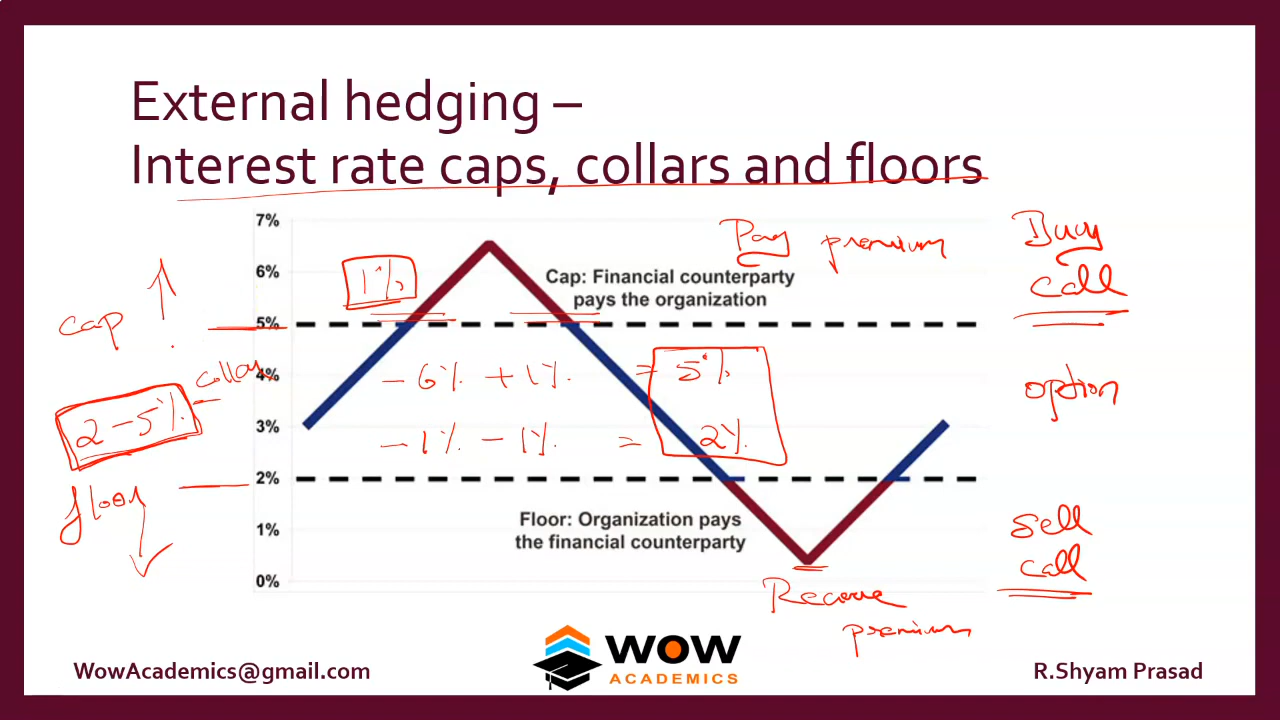 External hedging –
Interest rate caps, collars and floors
7%
Pay premium
Buy
call
6%
1%
Cap: Financial counterparty
pays the organization
cap
5%
collar
4%
- 6% + 1% = 5%
option
2 - 5%
3%
- 1% - 1% = 2%
2%
floor
Floor: Organization pays
the financial counterparty
1%
sell
call
0%
Receive
premium
WOW
ACADEMICS
WowAcademics@gmail.com
R.Shyam Prasad